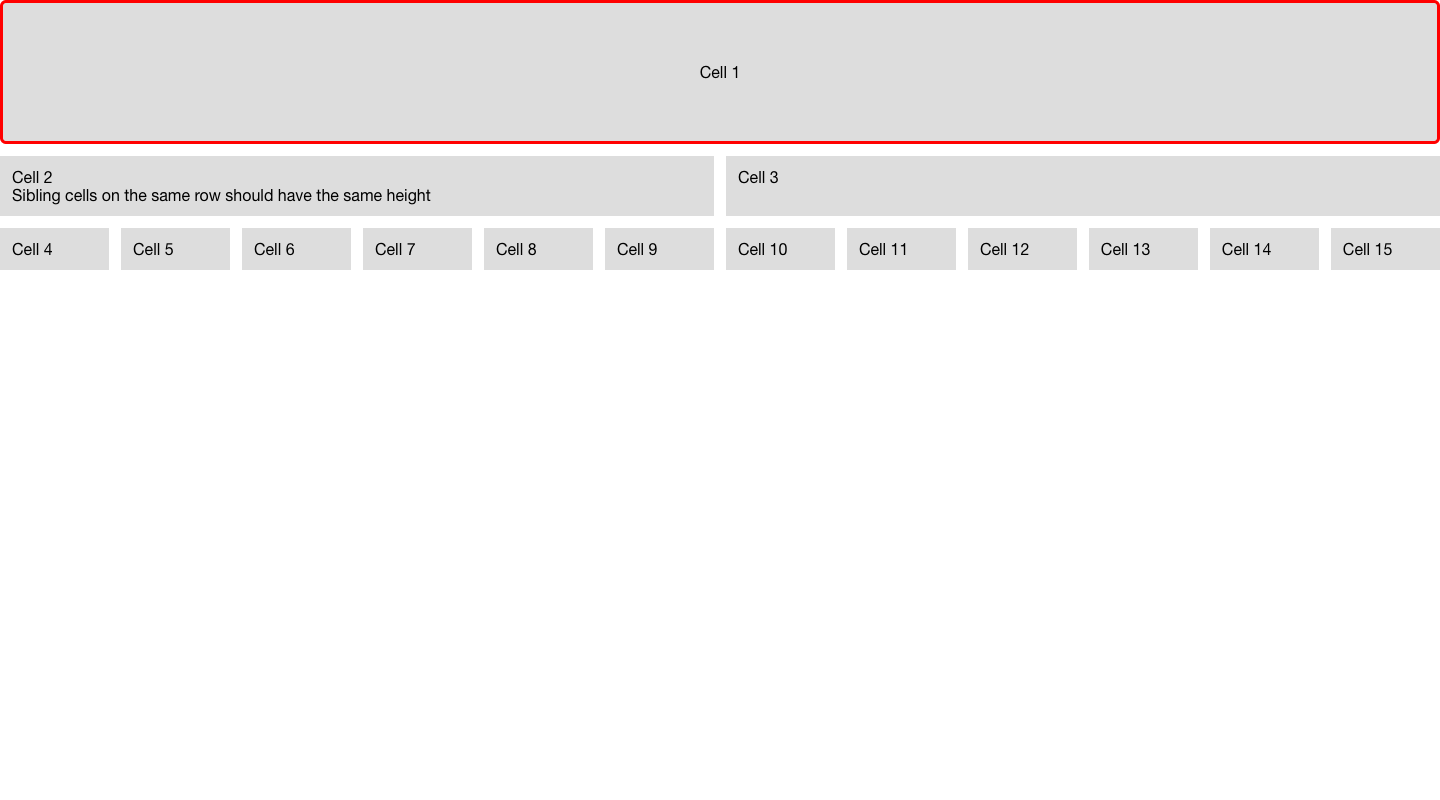 Cell 1
Cell 2
Sibling cells on the same row should have the same height
Cell 3
Cell 4
Cell 5
Cell 6
Cell 7
Cell 8
Cell 9
Cell 10
Cell 11
Cell 12
Cell 13
Cell 14
Cell 15